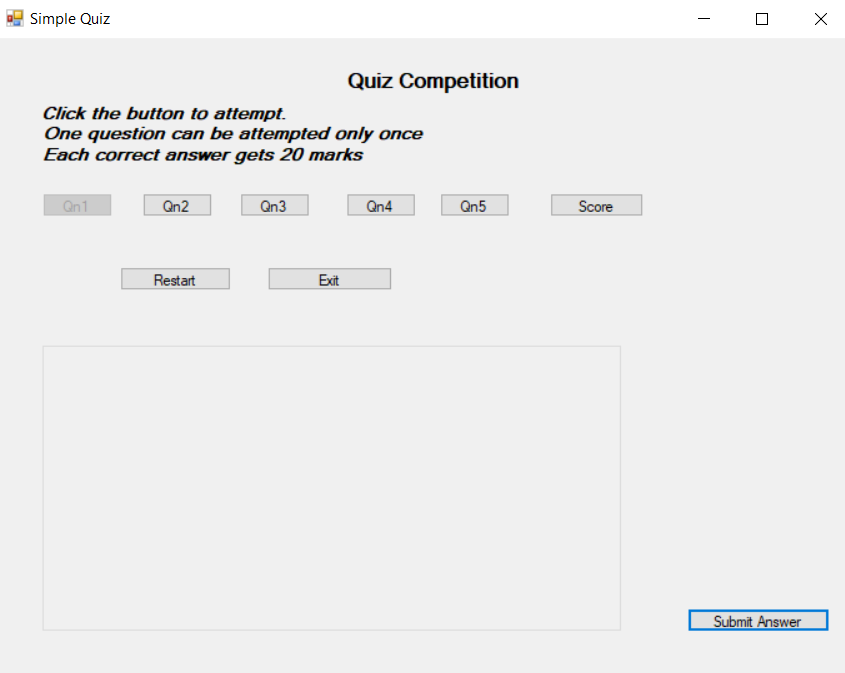 Simple Quiz
Quiz Competition
Click the button to attempt.
One question can be attempted only once
Each correct answer gets 20 marks
Qn1 Qn2 Qn3 Qn4 Qn5 Score
Restart Exit
Submit Answer